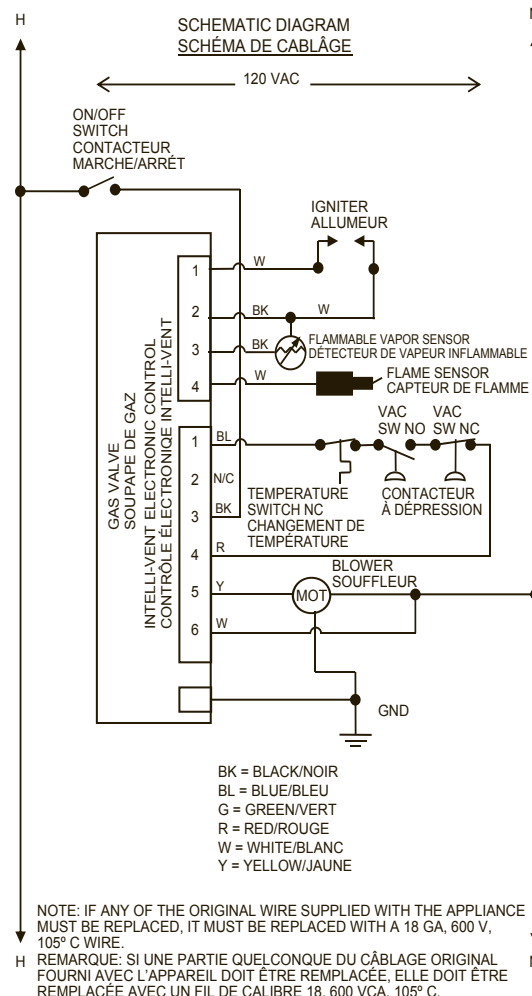 H
SCHEMATIC DIAGRAM
SCHÉMA DE CABLÂGE
120 VAC
ON/OFF
SWITCH
CONTACTEUR
MARCHE/ARRÉT
IGNITER
ALLUMEUR
GAS VALVE
SOUPAPE DE GAZ
INTELLI-VENT ELECTRONIC CONTROL
CONTRÔLE ÉLECTRONIQE INTELLI-VENT
1
W
2
BK
W
3
BK
FLAMMABLE VAPOR SENSOR
DÉTECTEUR DE VAPEUR INFLAMMABLE
4
W
FLAME SENSOR
CAPTEUR DE FLAMME
VAC
SW NO
VAC
SW NC
1
BL
2
N/C
TEMPERATURE
SWITCH NC
CHANGEMENT DE
TEMPÉRATURE
CONTACTEUR
À DÉPRESSION
3
BK
4
R
BLOWER
SOUFFLEUR
5
Y
MOT
6
W
GND
BK = BLACK/NOIR
BL = BLUE/BLEU
G = GREEN/VERT
R = RED/ROUGE
W = WHITE/BLANC
Y = YELLOW/JAUNE
NOTE: IF ANY OF THE ORIGINAL WIRE SUPPLIED WITH THE APPLIANCE
MUST BE REPLACED, IT MUST BE REPLACED WITH A 18 GA, 600 V,
105º C WIRE.
H
REMARQUE: SI UNE PARTIE QUELCONQUE DU CÂBLAGE ORIGINAL
FOURNI AVEC L'APPAREIL DOIT ÊTRE REMPLACÉE, ELLE DOIT ÊTRE
REMPLACÉE AVEC UN FIL DE CALIBRE 18, 600 VCA, 105º C.